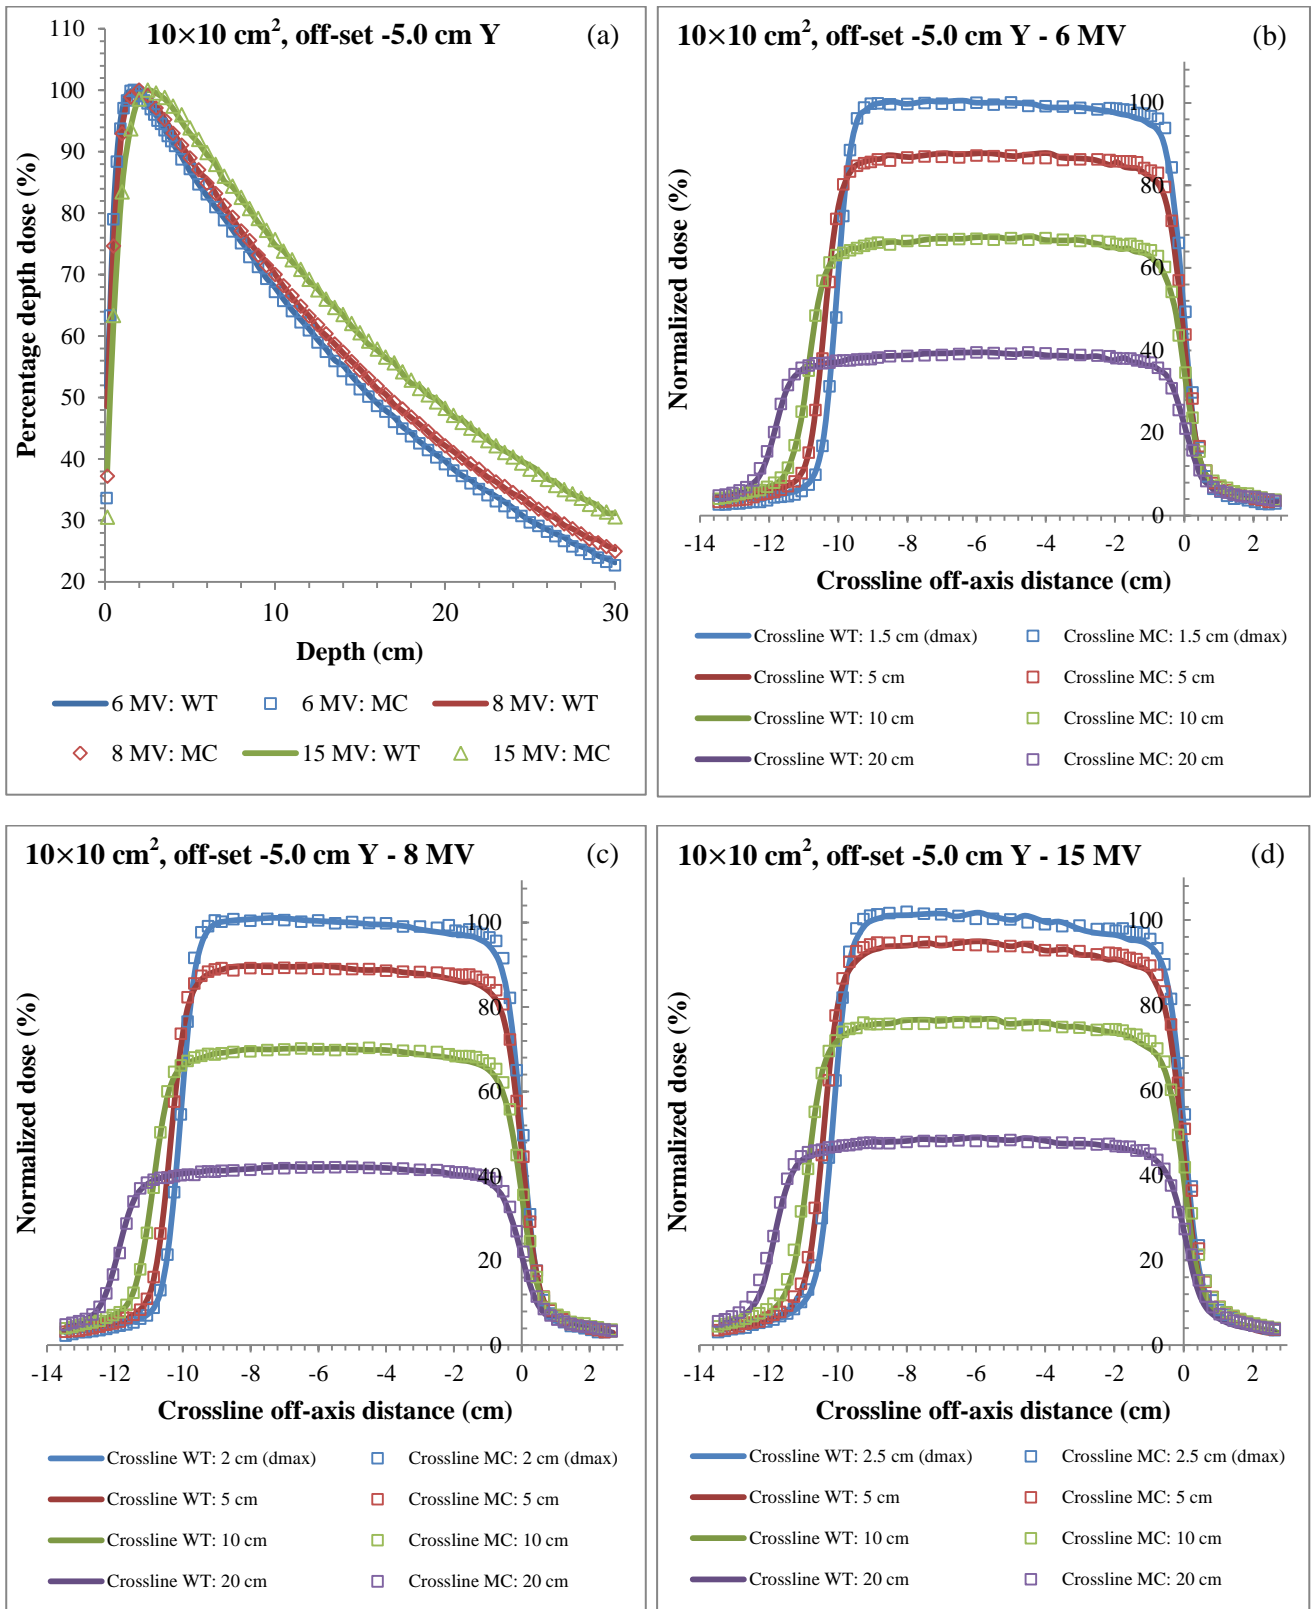 10×10 cm², off-set -5.0 cm Y (a)
110
100
90
80
70
60
50
40
30
20
Percentage depth dose (%)
0 10 20 30
Depth (cm)
6 MV: WT 6 MV: MC 8 MV: WT
8 MV: MC 15 MV: WT 15 MV: MC
10×10 cm², off-set -5.0 cm Y - 6 MV (b)
100
80
60
40
20
0
Normalized dose (%)
-14 -12 -10 -8 -6 -4 -2 0 2
Crossline off-axis distance (cm)
Crossline WT: 1.5 cm (dmax) Crossline MC: 1.5 cm (dmax)
Crossline WT: 5 cm Crossline MC: 5 cm
Crossline WT: 10 cm Crossline MC: 10 cm
Crossline WT: 20 cm Crossline MC: 20 cm
10×10 cm², off-set -5.0 cm Y - 8 MV (c)
100
80
60
40
20
0
Normalized dose (%)
-14 -12 -10 -8 -6 -4 -2 0 2
Crossline off-axis distance (cm)
Crossline WT: 2 cm (dmax) Crossline MC: 2 cm (dmax)
Crossline WT: 5 cm Crossline MC: 5 cm
Crossline WT: 10 cm Crossline MC: 10 cm
Crossline WT: 20 cm Crossline MC: 20 cm
10×10 cm², off-set -5.0 cm Y - 15 MV (d)
100
80
60
40
20
0
Normalized dose (%)
-14 -12 -10 -8 -6 -4 -2 0 2
Crossline off-axis distance (cm)
Crossline WT: 2.5 cm (dmax) Crossline MC: 2.5 cm (dmax)
Crossline WT: 5 cm Crossline MC: 5 cm
Crossline WT: 10 cm Crossline MC: 10 cm
Crossline WT: 20 cm Crossline MC: 20 cm